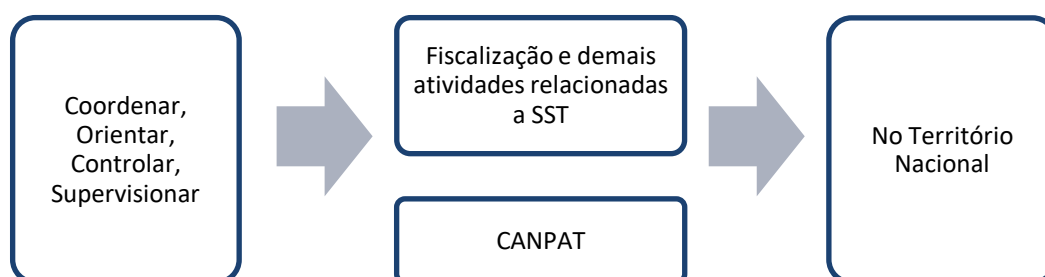 Coordenar,
Orientar,
Controlar,
Supervisionar
Fiscalização e demais
atividades relacionadas
a SST
CANPAT
No Território
Nacional